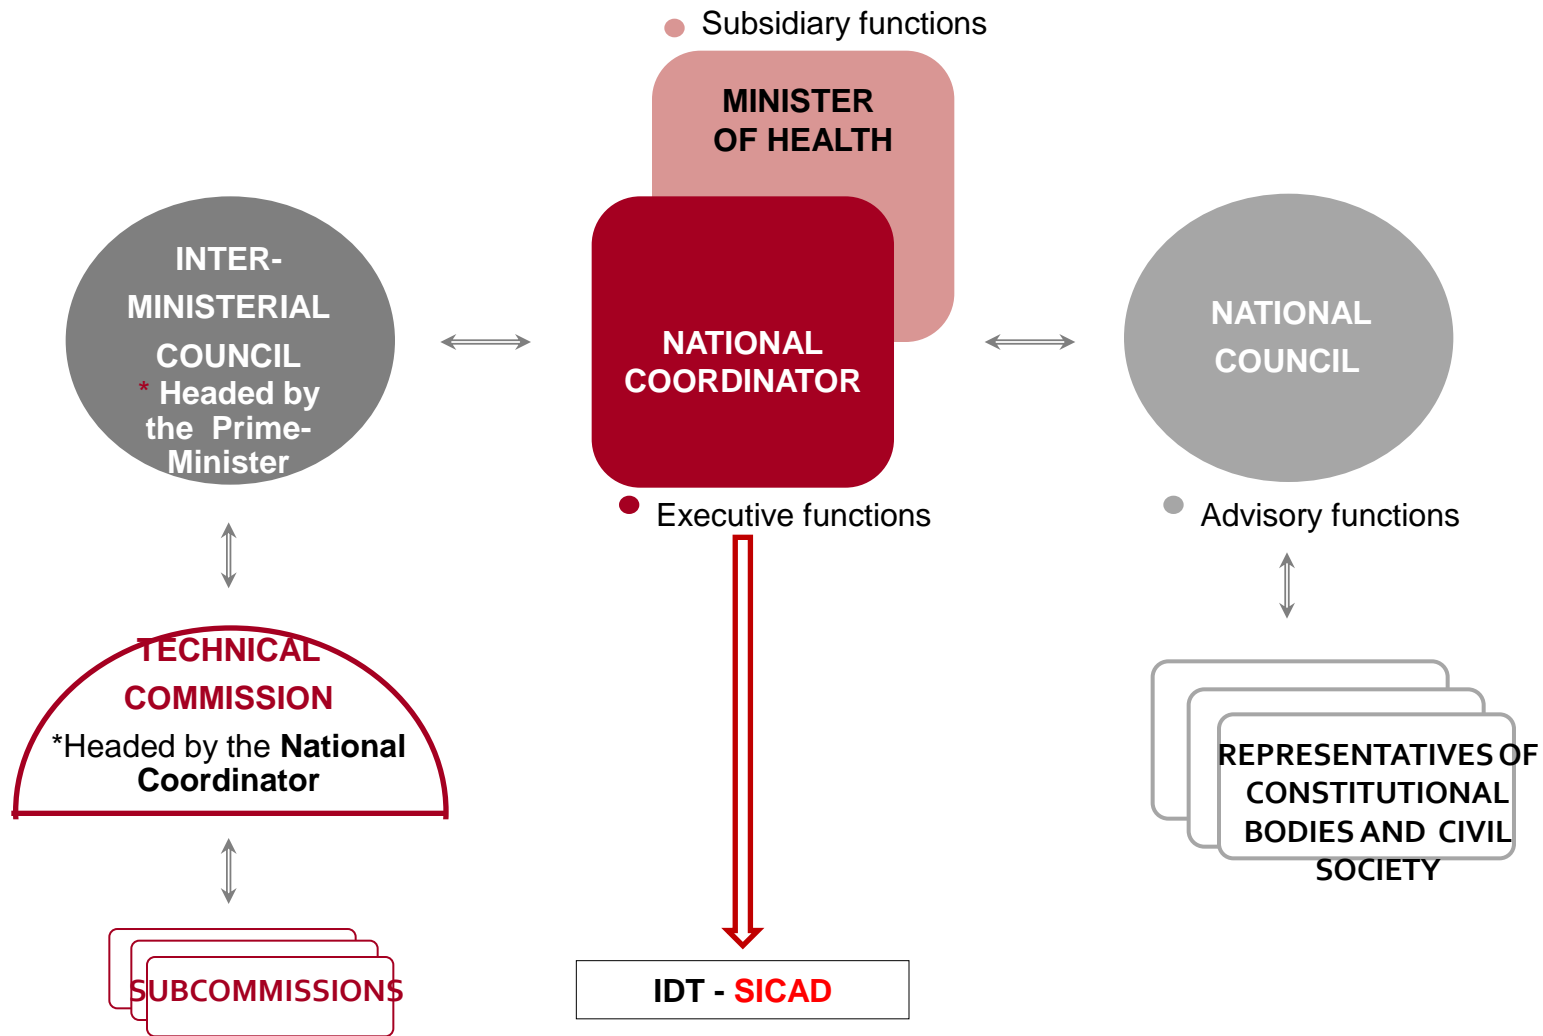 Subsidiary functions
MINISTER
OF HEALTH
INTER-
MINISTERIAL
COUNCIL
* Headed by
the Prime-
Minister
NATIONAL
COORDINATOR
NATIONAL
COUNCIL
Executive functions
Advisory functions
TECHNICAL
COMMISSION
*Headed by the National
Coordinator
REPRESENTATIVES OF
CONSTITUTIONAL
BODIES AND CIVIL
SOCIETY
SUBCOMMISSIONS
IDT - SICAD